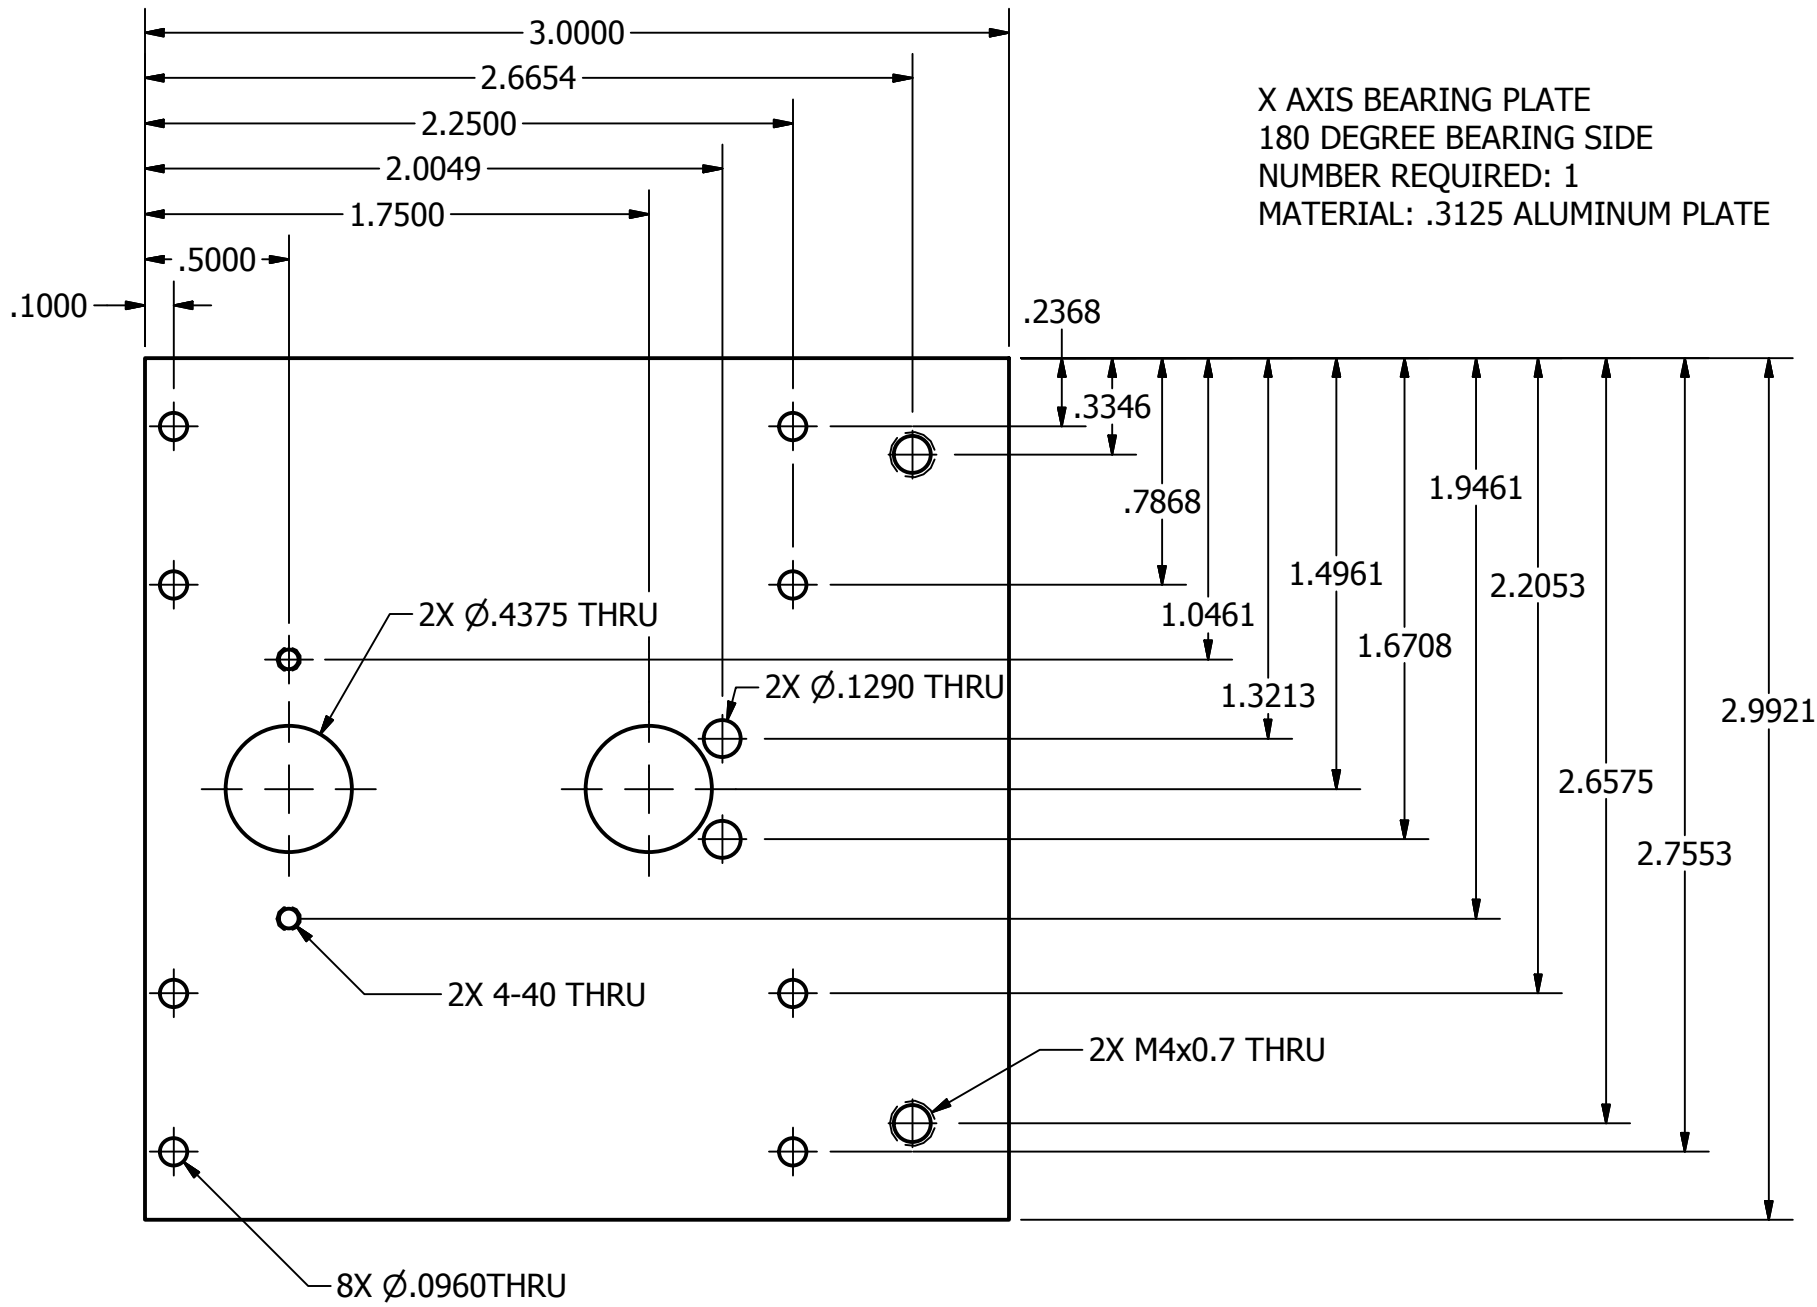 3.0000
2.6654
2.2500
2.0049
1.7500
.5000
.1000
X AXIS BEARING PLATE
180 DEGREE BEARING SIDE
NUMBER REQUIRED: 1
MATERIAL: .3125 ALUMINUM PLATE
.2368
.3346
.7868
1.0461
1.3213
1.4961
1.6708
1.9461
2.2053
2.6575
2.7553
2.9921
2X Ø.4375 THRU
2X Ø.1290 THRU
2X 4-40 THRU
2X M4x0.7 THRU
8X Ø.0960THRU